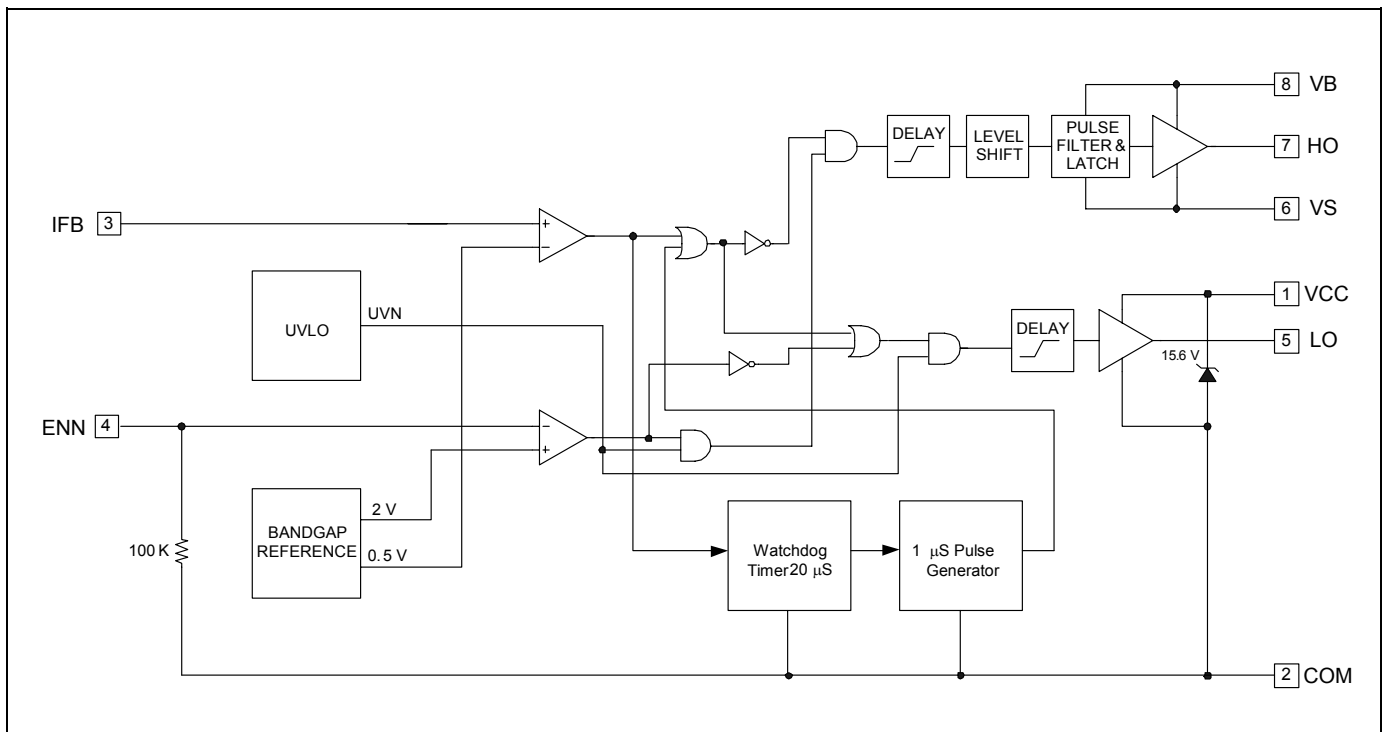 8 VB
DELAY
LEVEL
SHIFT
PULSE
FILTER &
LATCH
7 HO
IFB 3
+
−
6 VS
UVLO
UVN
1 VCC
DELAY
5 LO
15.6 V
ENN 4
−
+
BANDGAP
REFERENCE
2 V
0.5 V
100 K
Watchdog
Timer20 µS
1 µS Pulse
Generator
2 COM